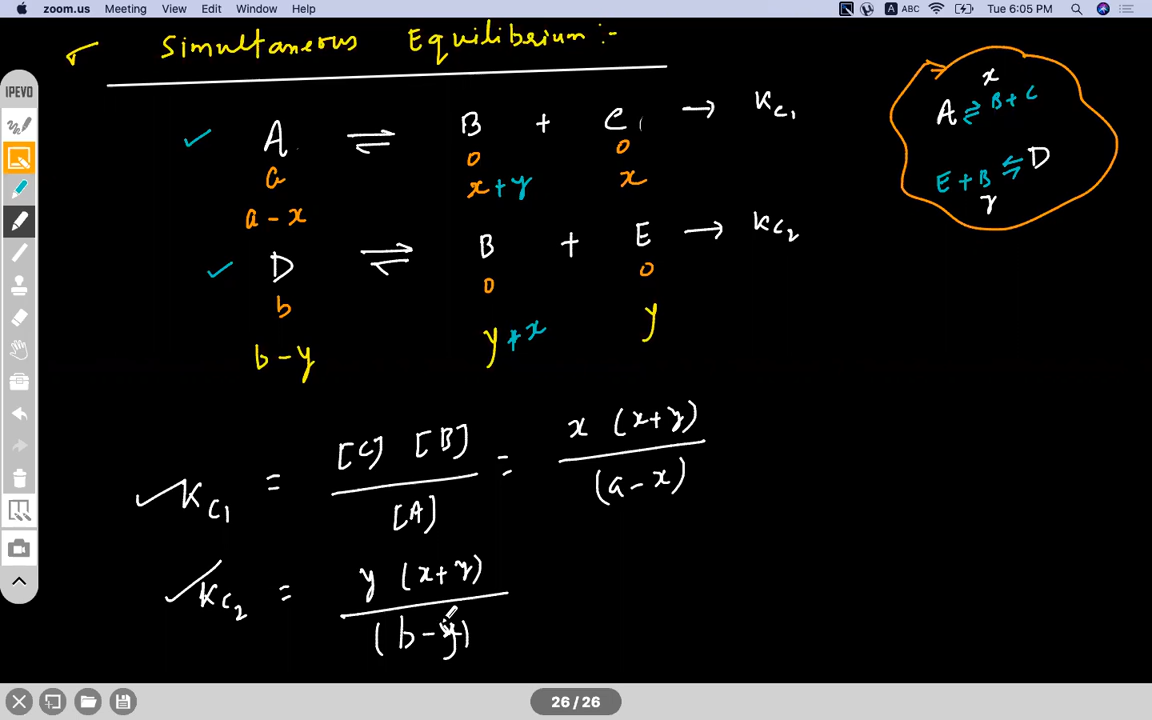 zoom.us Meeting View Edit Window Help ABC Tue 6:05 PM
Simultaneous Equilibrium :-
IPEVO
A ⇌ B + C → Kc1
a 0 0
a - x x + y x
D ⇌ B + E → Kc2
b 0 0
b - y y + x y
x
A ⇌ B + C
E + B ⇌ D
y
Kc1 = [C] [B] / [A] = x (x+y) / (a-x)
Kc2 = y (x+y) / (b-y)
26 / 26